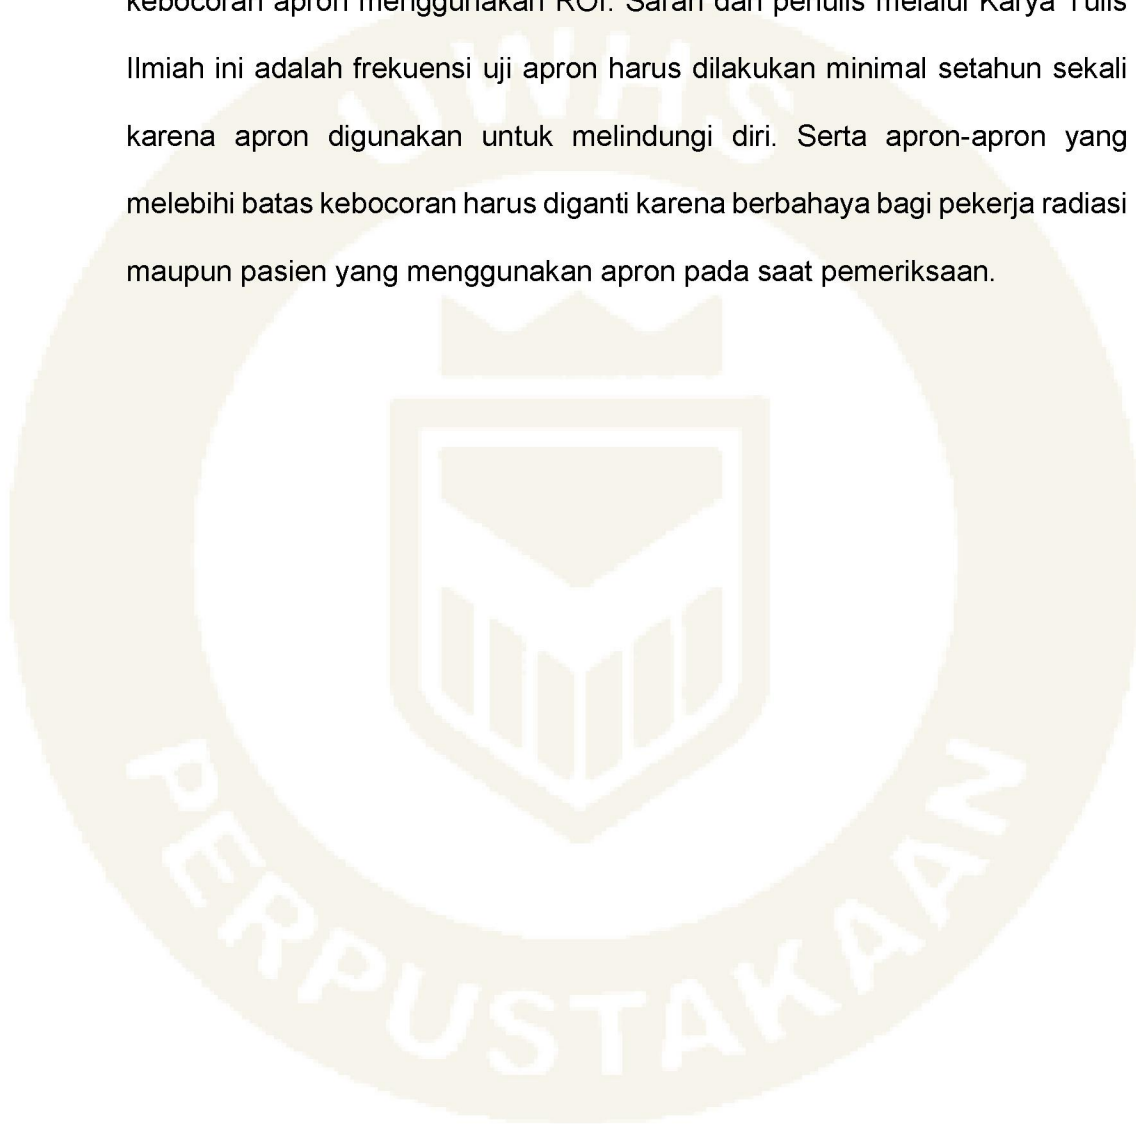 kebocoran apron menggunakan ROI. Saran dari penulis melalui Karya Tulis
Ilmiah ini adalah frekuensi uji apron harus dilakukan minimal setahun sekali
karena apron digunakan untuk melindungi diri. Serta apron-apron yang
melebihi batas kebocoran harus diganti karena berbahaya bagi pekerja radiasi
maupun pasien yang menggunakan apron pada saat pemeriksaan.
UWHS
PERPUSTAKAAN